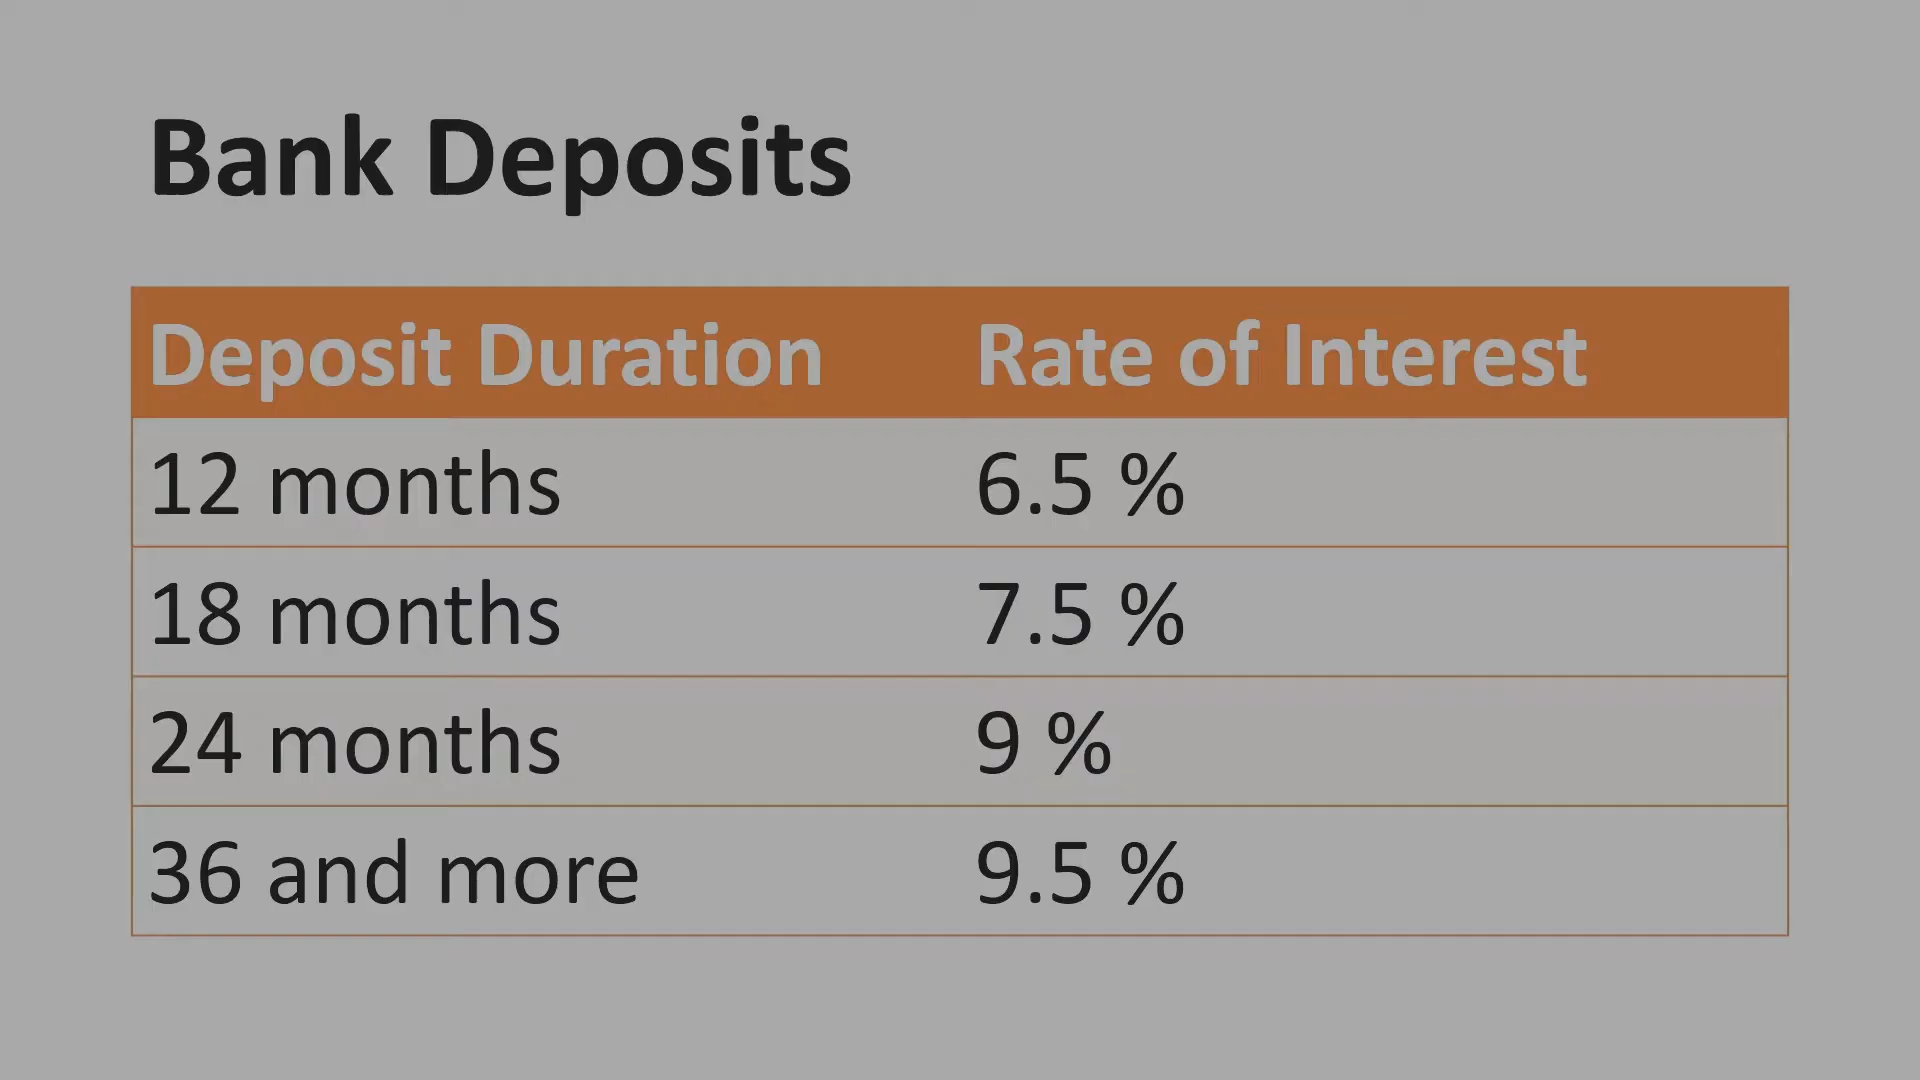 Bank Deposits
Deposit Duration Rate of Interest
12 months 6.5 %
18 months 7.5 %
24 months 9 %
36 and more 9.5 %